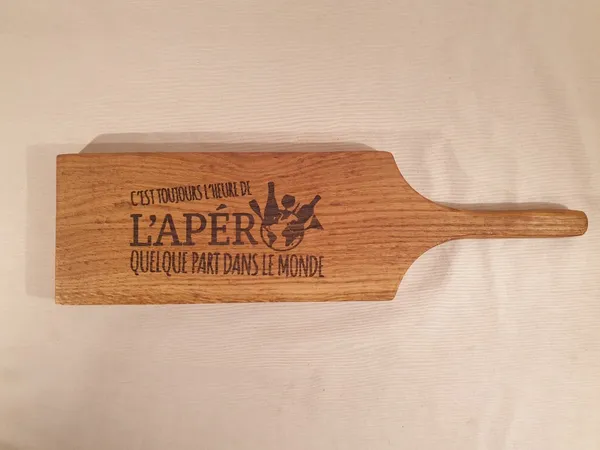 C'EST TOUJOURS L'HEURE DE
L'APÉRO
QUELQUE PART DANS LE MONDE